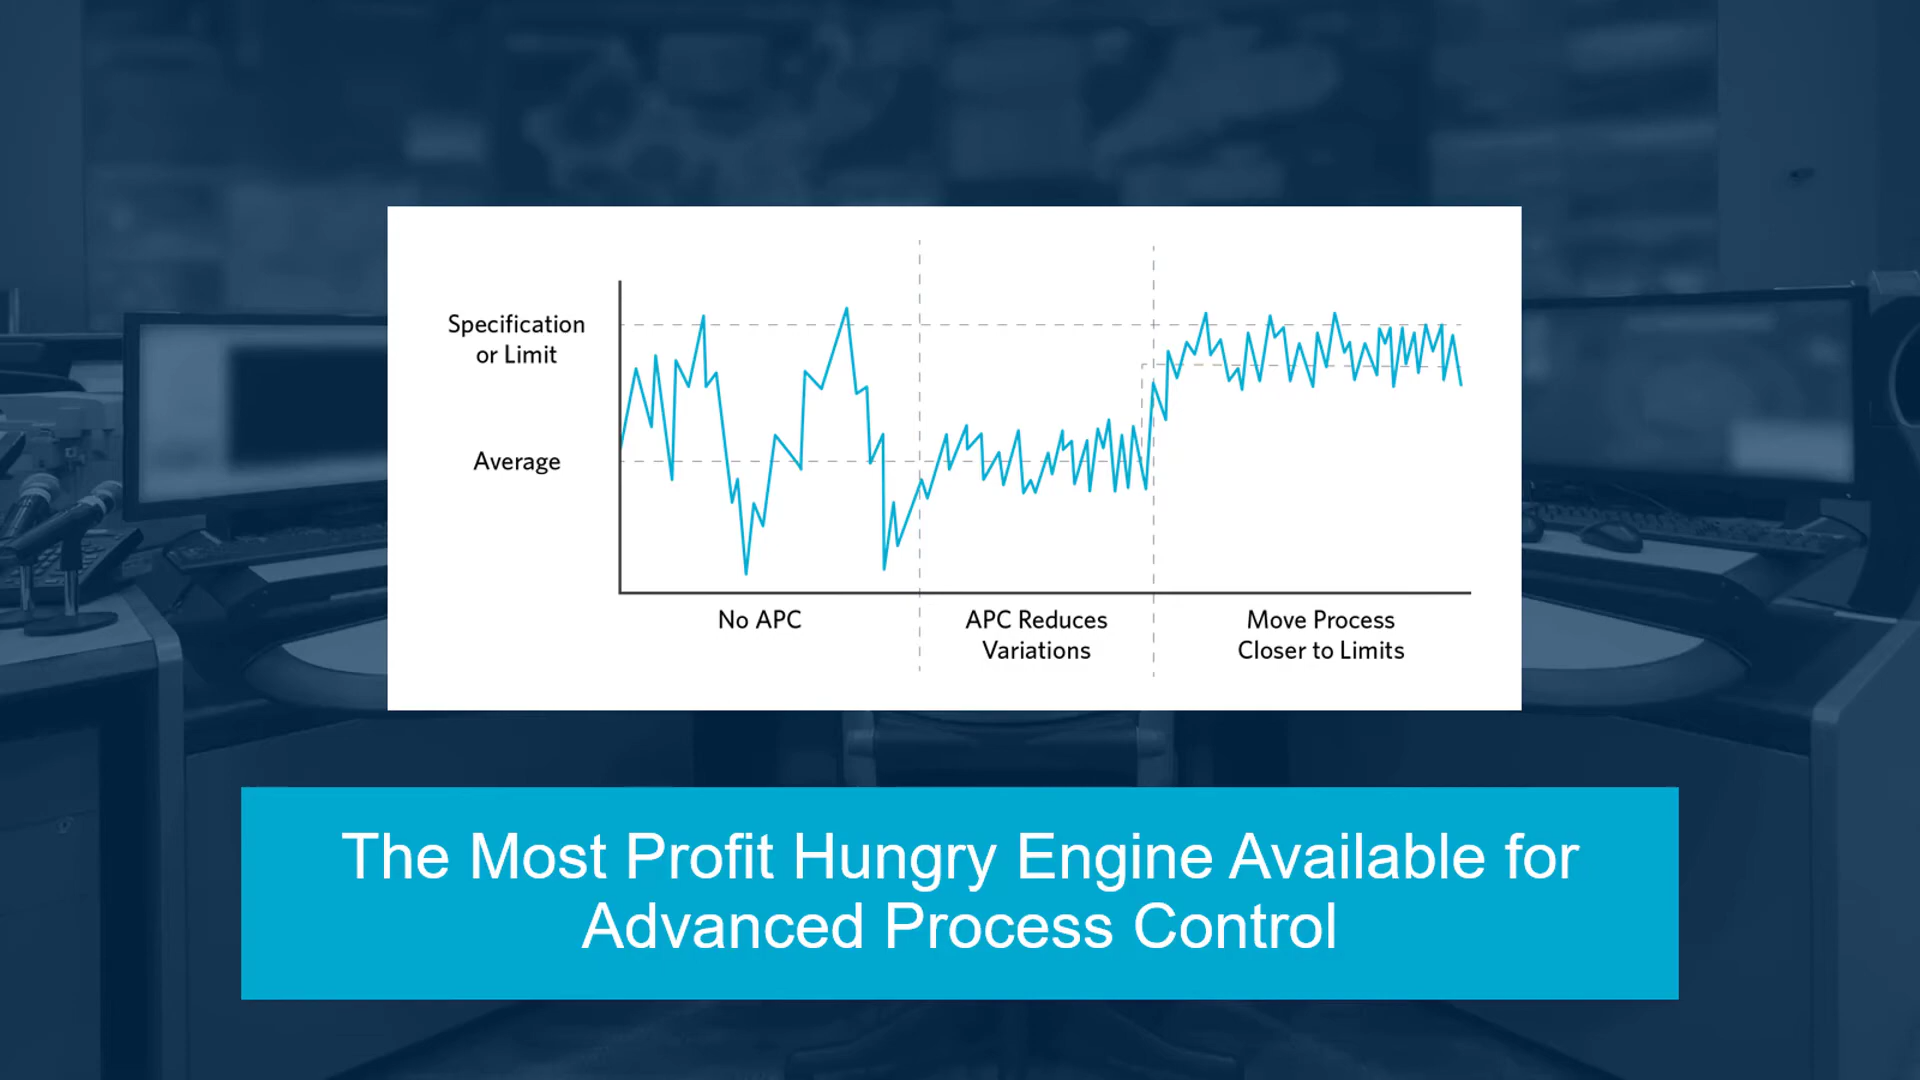 Specification
or Limit
Average
No APC
APC Reduces
Variations
Move Process
Closer to Limits
The Most Profit Hungry Engine Available for
Advanced Process Control